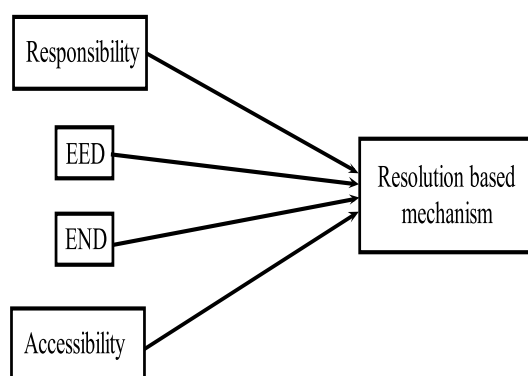 Responsibility
EED
END
Accessibility
Resolution based
mechanism